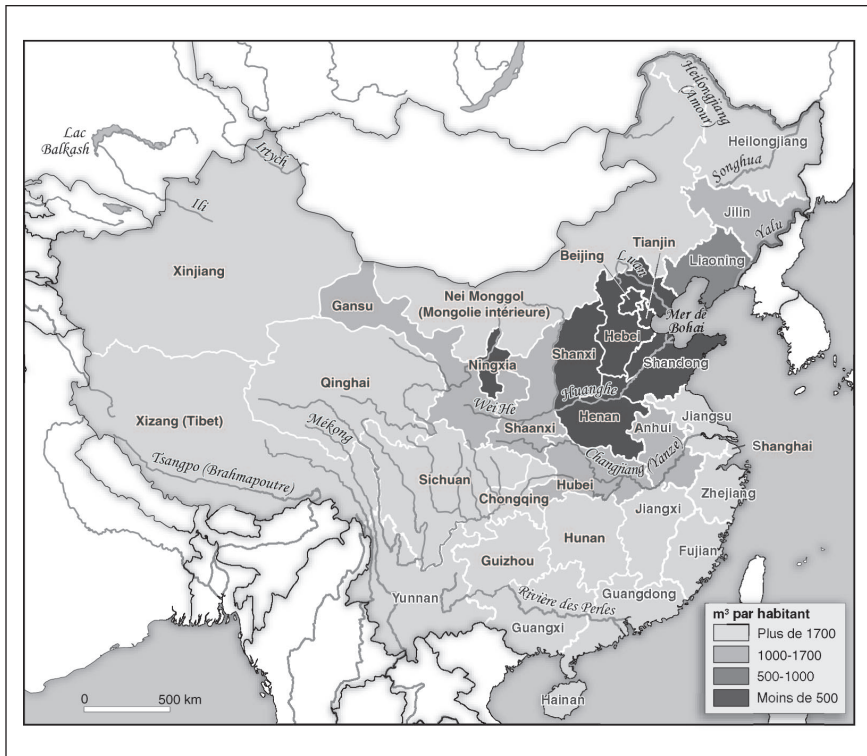 Heilongjiang
(Amour)
Lac
Balkash
Irtych
Heilongjiang
Songhua
Ili
Jilin
Yalu
Tianjin
Beijing
Luan
Liaoning
Xinjiang
Nei Monggol
(Mongolie intérieure)
Gansu
Mer de
Bohai
Hebei
Shanxi
Ningxia
Shandong
Qinghai
Huanghe
Wei He
Henan
Jiangsu
Xizang (Tibet)
Shaanxi
Anhui
Mékong
Shanghai
Changjiang (Yanze)
Tsangpo (Brahmapoutre)
Sichuan
Hubei
Zhejiang
Chongqing
Jiangxi
Hunan
Guizhou
Fujian
Yunnan
Rivière des Perles
Guangdong
Guangxi
m³ par habitant
Plus de 1700
1000-1700
500-1000
Moins de 500
0 500 km
Hainan